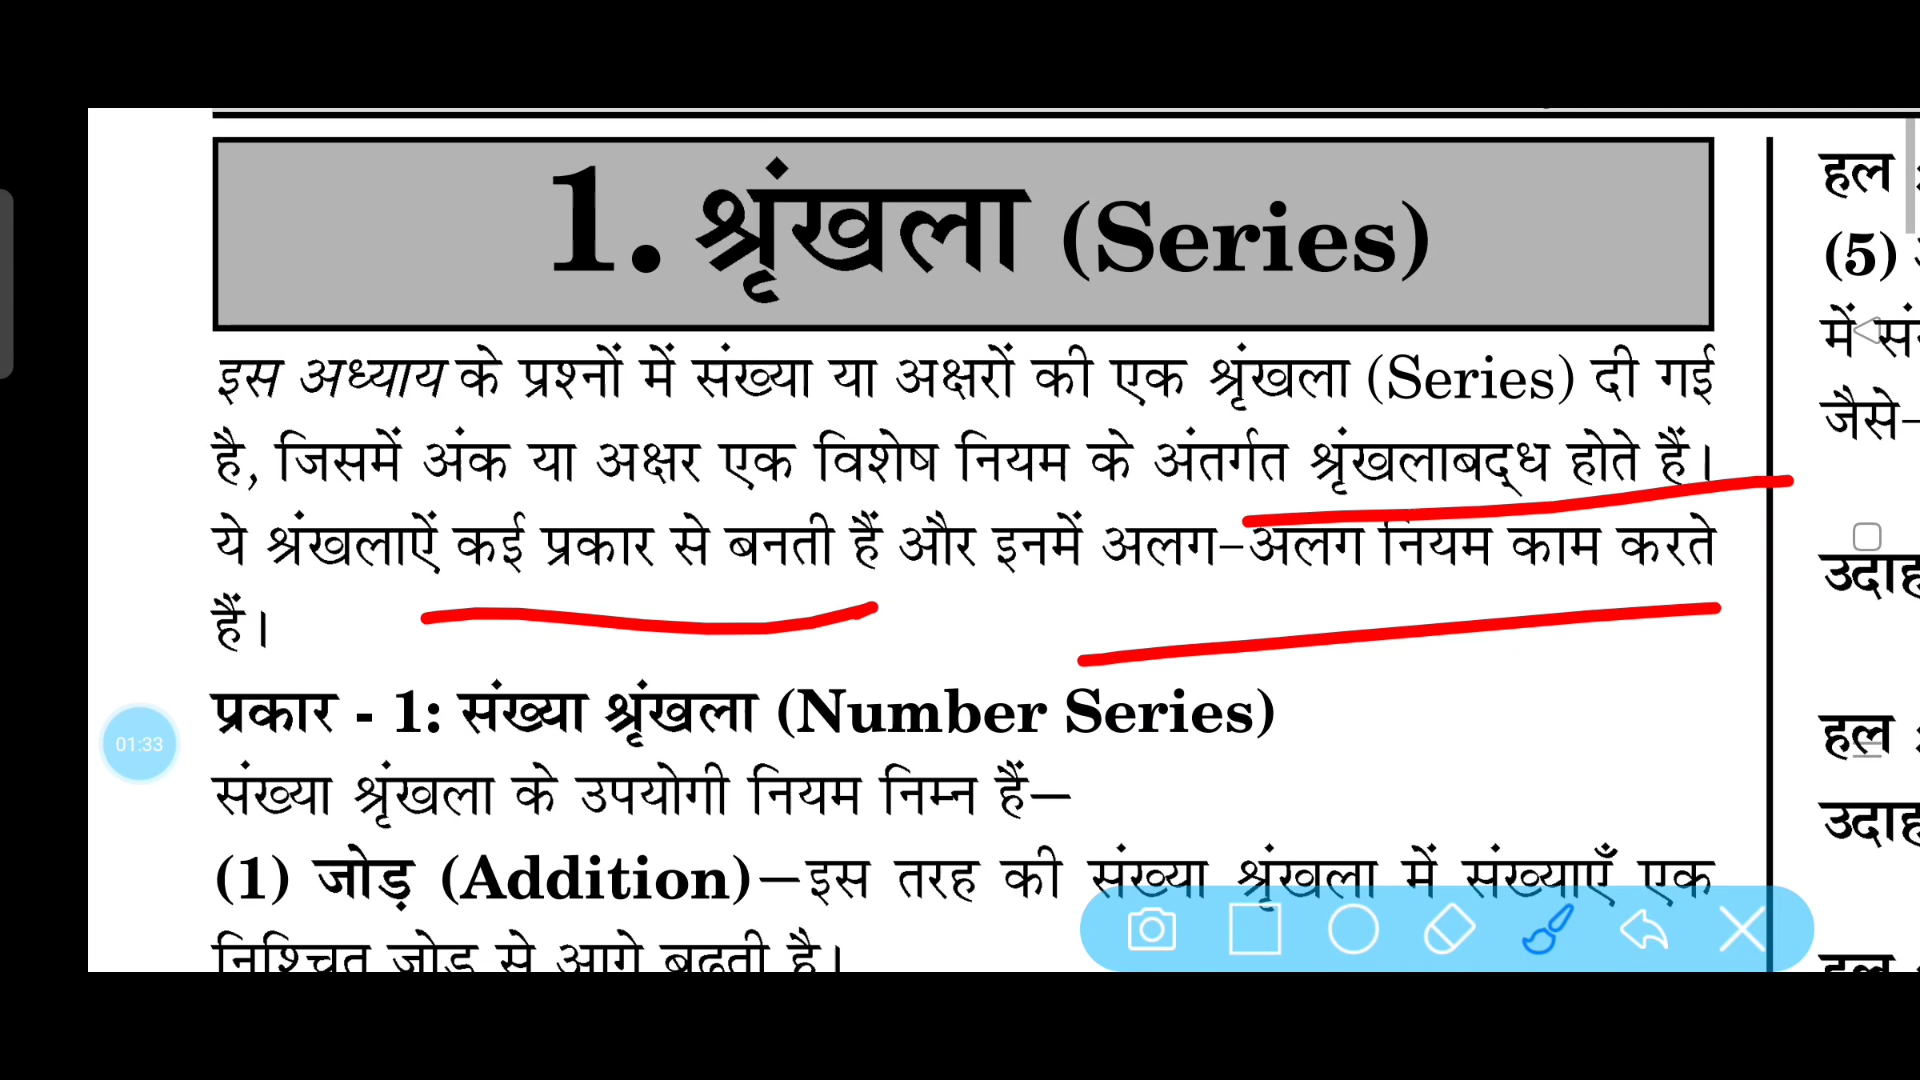 1. श्रृंखला (Series)
इस अध्याय के प्रश्नों में संख्या या अक्षरों की एक श्रृंखला (Series) दी गई
है, जिसमें अंक या अक्षर एक विशेष नियम के अंतर्गत श्रृंखलाबद्ध होते हैं।
ये श्रंखलाऐं कई प्रकार से बनती हैं और इनमें अलग-अलग नियम काम करते
हैं।
प्रकार - 1: संख्या श्रृंखला (Number Series)
संख्या श्रृंखला के उपयोगी नियम निम्न हैं—
(1) जोड़ (Addition)—इस तरह की संख्या श्रृंखला में संख्याएँ एक
निश्चित जोड़ से आगे बढ़ती है।
हल
(5)
में
जैसे-
हल
01:33